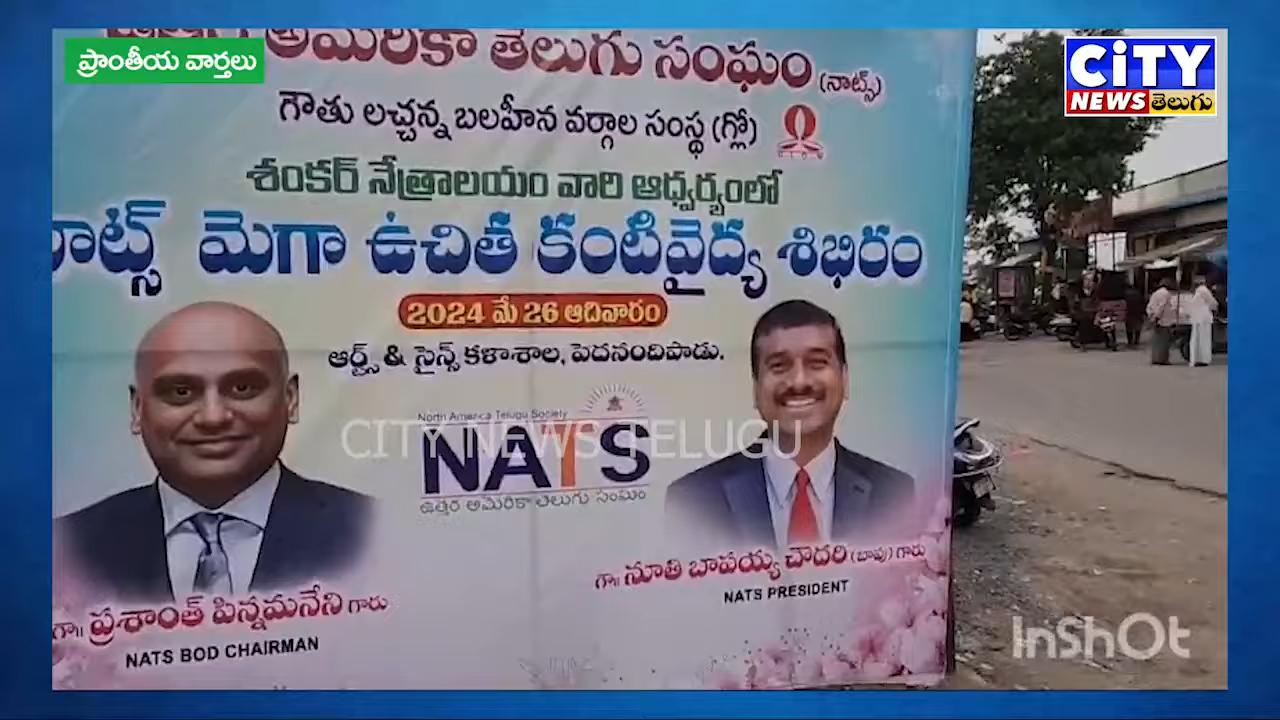 ప్రాంతీయ వార్తలు
CiTY
NEWS తెలుగు
అమెరికా తెలుగు సంఘం (నాట్స్)
గౌతు లచ్చన్న బలహీన వర్గాల సంస్థ (గ్లో)
శంకర్ నేత్రాలయం వారి ఆధ్వర్యంలో
నాట్స్ మెగా ఉచిత కంటివైద్య శిభిరం
2024 మే 26 ఆదివారం
ఆర్ట్స్ & సైన్స్ కళాశాల, పెదనందిపాడు.
North America Telugu Society
NATS
ఉత్తర అమెరికా తెలుగు సంఘం
CITY NEWS TELUGU
గౌ॥ నూతి బాపయ్య చౌదరి (బాపు) గారు
NATS PRESIDENT
గౌ॥ ప్రశాంత్ పిన్నమనేని గారు
NATS BOD CHAIRMAN
InShOt